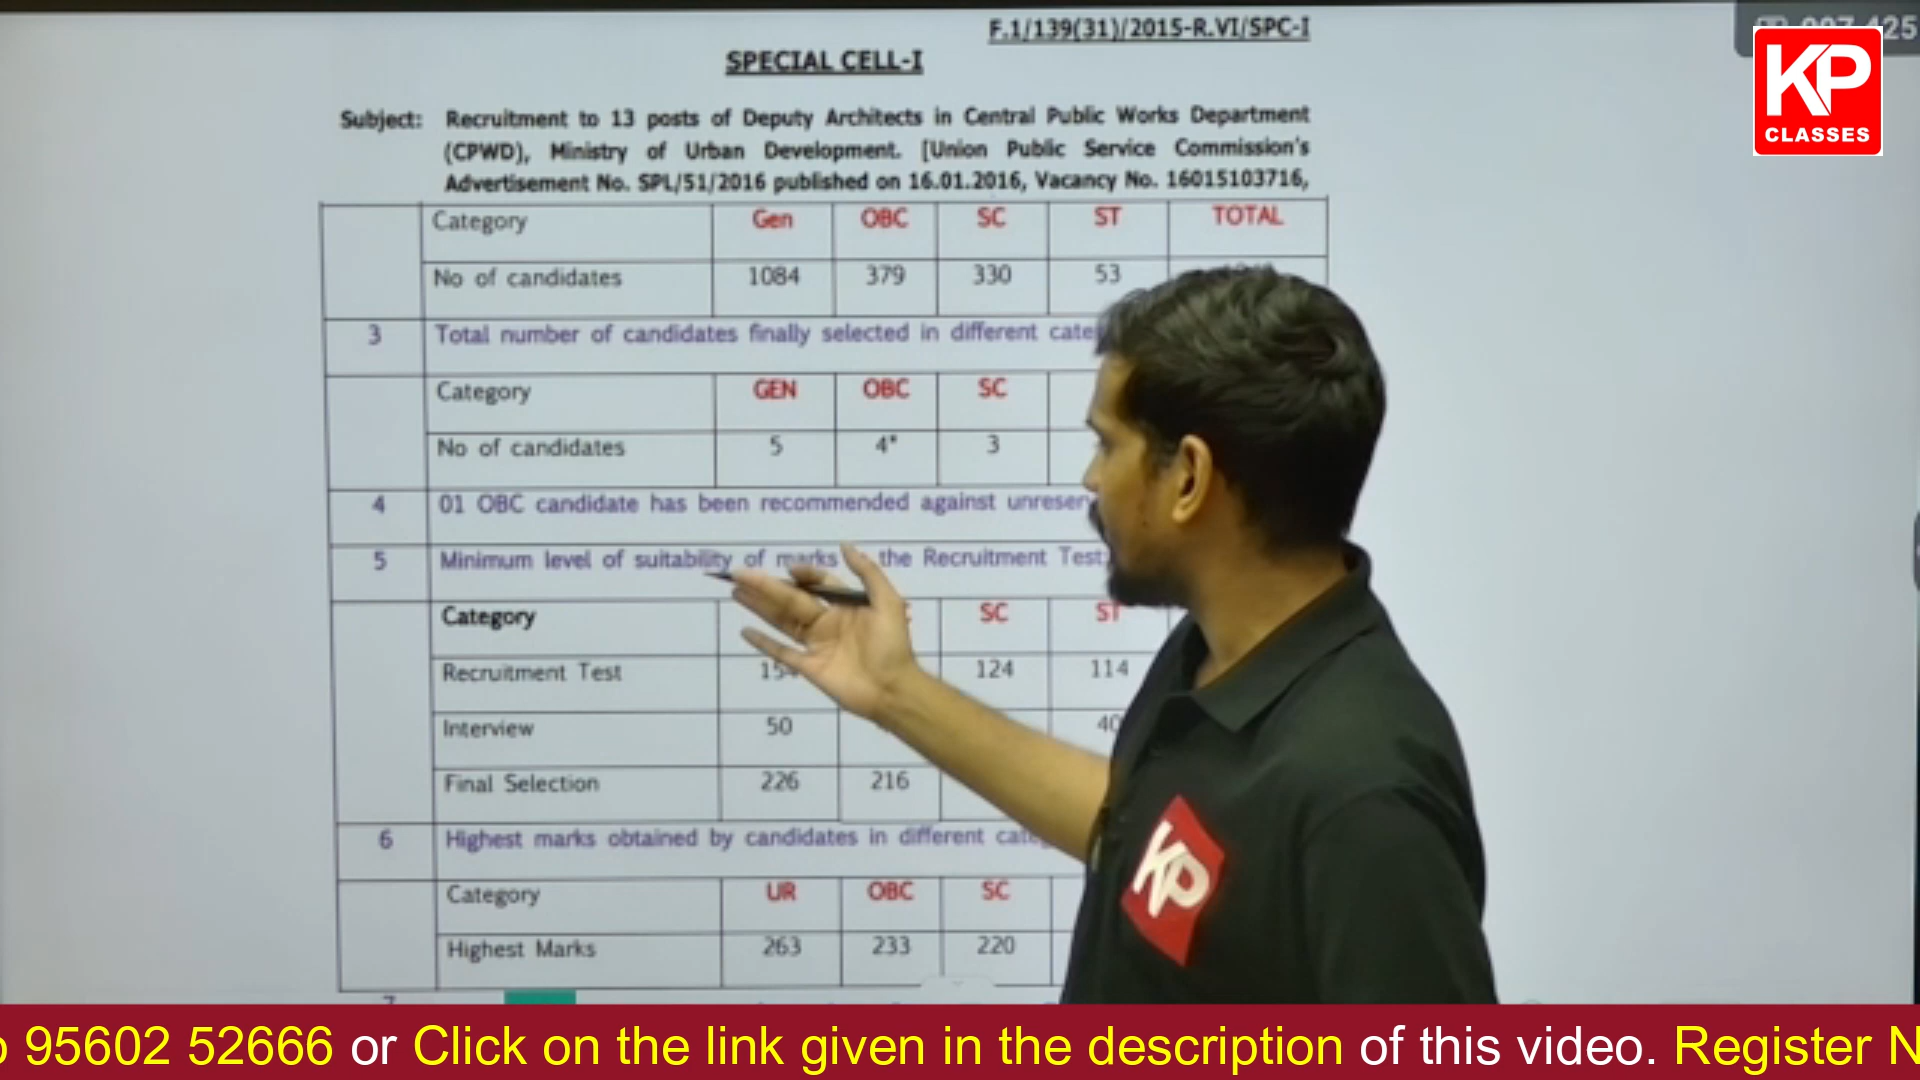 F.1/139(31)/2015-R.VI/SPC-I
SPECIAL CELL-I
KP
CLASSES
Subject: Recruitment to 13 posts of Deputy Architects in Central Public Works Department
(CPWD), Ministry of Urban Development. [Union Public Service Commission's
Advertisement No. SPL/51/2016 published on 16.01.2016, Vacancy No. 16015103716,
Category Gen OBC SC ST TOTAL
No of candidates 1084 379 330 53
3 Total number of candidates finally selected in different
Category GEN OBC SC
No of candidates 5 4* 3
4 01 OBC candidate has been recommended against
5 Minimum level of suitability of marks the Recruitment Test
Category SC ST
Recruitment Test 124 114
Interview 50 40
Final Selection 226 216
6 Highest marks obtained by candidates in different
Category UR OBC SC
Highest Marks 263 233 220
KP
95602 52666 or Click on the link given in the description of this video. Register